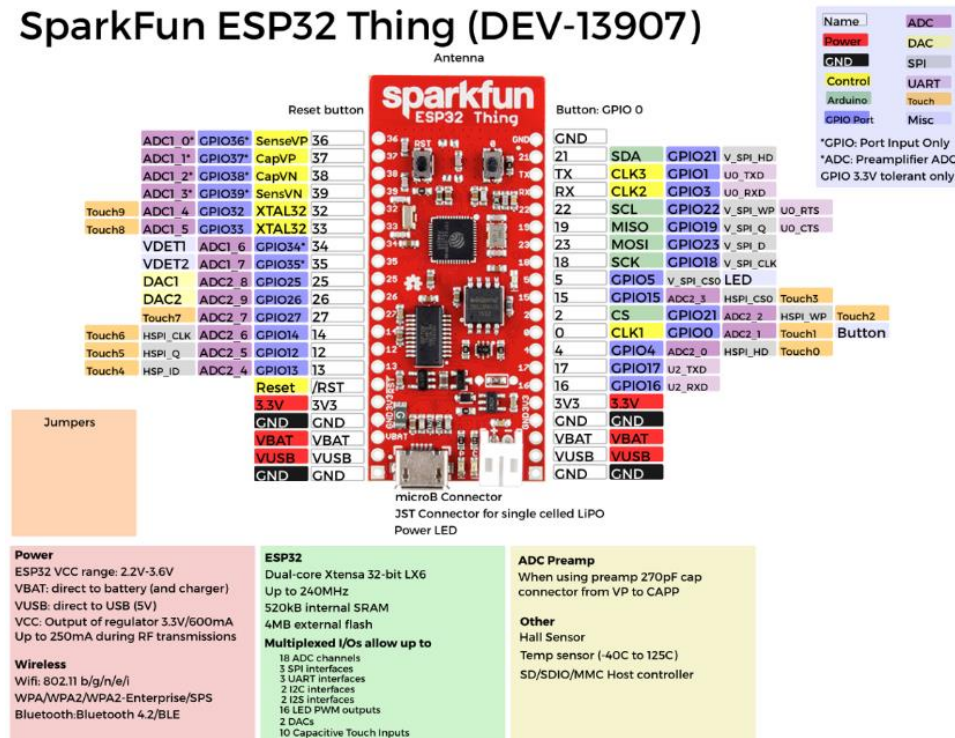 SparkFun ESP32 Thing (DEV-13907)
Antenna
Reset button
Button: GPIO 0
Name ADC
Power DAC
GND SPI
Control UART
Arduino Touch
GPIO Port Misc
*GPIO: Port Input Only
*ADC: Preamplifier ADC
GPIO 3.3V tolerant only
sparkfun
ESP32 Thing
ADC1_0* GPIO36* SenseVP 36
ADC1_1* GPIO37* CapVP 37
ADC1_2* GPIO38* CapVN 38
ADC1_3* GPIO39* SensVN 39
Touch9 ADC1_4 GPIO32 XTAL32 32
Touch8 ADC1_5 GPIO33 XTAL32 33
VDET1 ADC1_6 GPIO34* 34
VDET2 ADC1_7 GPIO35* 35
DAC1 ADC2_8 GPIO25 25
DAC2 ADC2_9 GPIO26 26
Touch7 ADC2_7 GPIO27 27
Touch6 HSPI_CLK ADC2_6 GPIO14 14
Touch5 HSPI_Q ADC2_5 GPIO12 12
Touch4 HSP_ID ADC2_4 GPIO13 13
Reset /RST
3.3V 3V3
GND GND
VBAT VBAT
VUSB VUSB
GND GND
GND
21 SDA GPIO21 V_SPI_HD
TX CLK3 GPIO1 U0_TXD
RX CLK2 GPIO3 U0_RXD
22 SCL GPIO22 V_SPI_WP U0_RTS
19 MISO GPIO19 V_SPI_Q U0_CTS
23 MOSI GPIO23 V_SPI_D
18 SCK GPIO18 V_SPI_CLK
5 GPIO5 V_SPI_CS0 LED
15 GPIO15 ADC2_3 HSPI_CS0 Touch3
2 CS GPIO21 ADC2_2 HSPI_WP Touch2
0 CLK1 GPIO0 ADC2_1 Touch1 Button
4 GPIO4 ADC2_0 HSPI_HD Touch0
17 GPIO17 U2_TXD
16 GPIO16 U2_RXD
3V3 3.3V
GND GND
VBAT VBAT
VUSB VUSB
GND GND
microB Connector
JST Connector for single celled LiPO
Power LED
Jumpers
Power
ESP32 VCC range: 2.2V-3.6V
VBAT: direct to battery (and charger)
VUSB: direct to USB (5V)
VCC: Output of regulator 3.3V/600mA
Up to 250mA during RF transmissions
Wireless
Wifi: 802.11 b/g/n/e/i
WPA/WPA2/WPA2-Enterprise/SPS
Bluetooth:Bluetooth 4.2/BLE
ESP32
Dual-core Xtensa 32-bit LX6
Up to 240MHz
520kB internal SRAM
4MB external flash
Multiplexed I/Os allow up to
18 ADC channels
3 SPI interfaces
3 UART interfaces
2 I2C interfaces
2 I2S interfaces
16 LED PWM outputs
2 DACs
10 Capacitive Touch Inputs
ADC Preamp
When using preamp 270pF cap
connector from VP to CAPP
Other
Hall Sensor
Temp sensor (-40C to 125C)
SD/SDIO/MMC Host controller